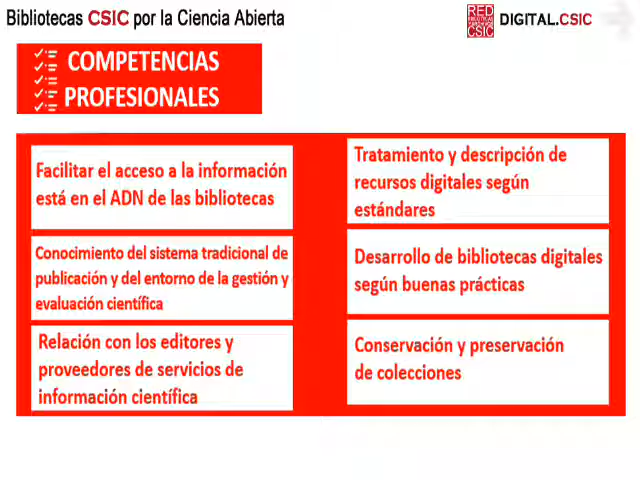 Bibliotecas CSIC por la Ciencia Abierta
RED
BIBLIOTECAS
CSIC
DIGITAL.CSIC
COMPETENCIAS
PROFESIONALES
Facilitar el acceso a la información
está en el ADN de las bibliotecas
Conocimiento del sistema tradicional de
publicación y del entorno de la gestión y
evaluación científica
Relación con los editores y
proveedores de servicios de
información científica
Tratamiento y descripción de
recursos digitales según
estándares
Desarrollo de bibliotecas digitales
según buenas prácticas
Conservación y preservación
de colecciones